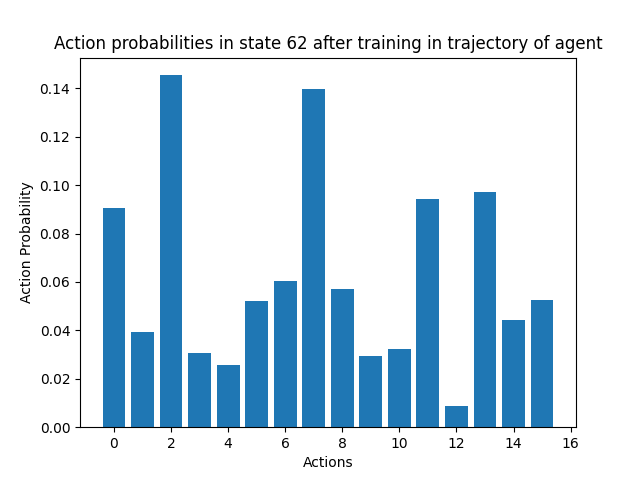 Action probabilities in state 62 after training in trajectory of agent
0.14
0.12
0.10
0.08
0.06
0.04
0.02
0.00
Action Probability
0 2 4 6 8 10 12 14 16
Actions